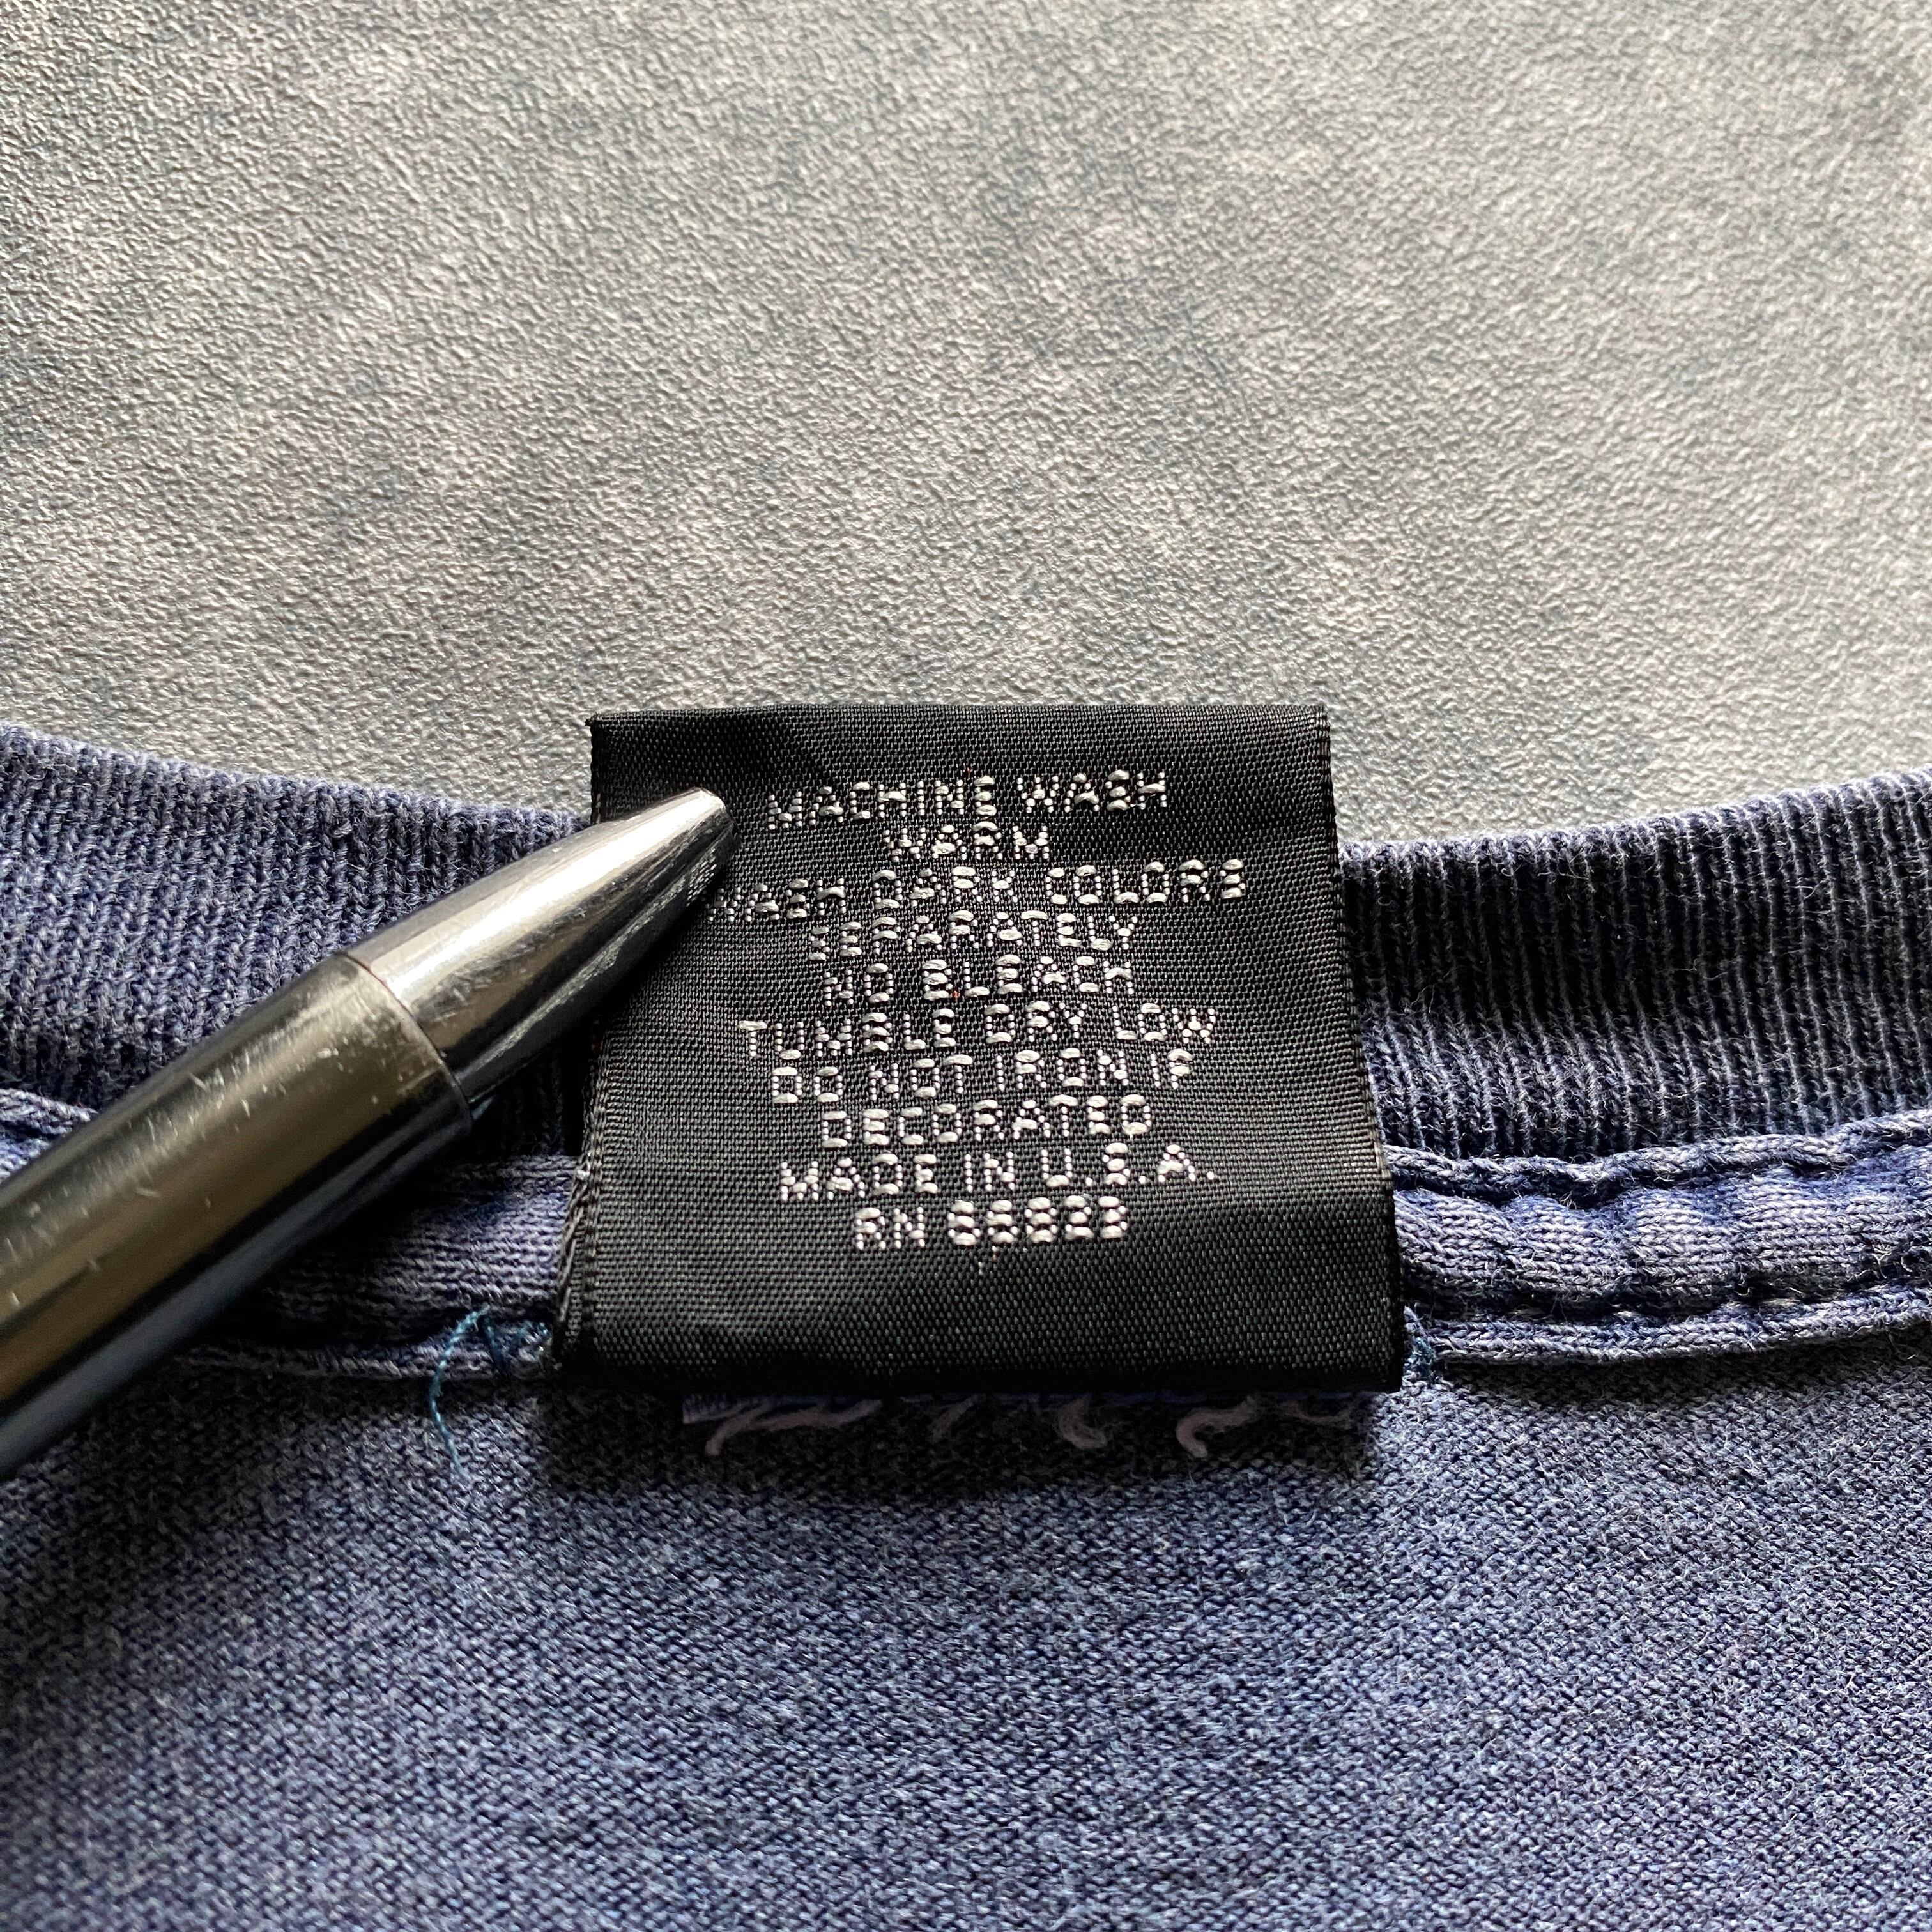 MACHINE WASH
WARM
WASH DARK COLORS
SEPARATELY
NO BLEACH
TUMBLE DRY LOW
DO NOT IRON IF
DECORATED
MADE IN U.S.A.
RN